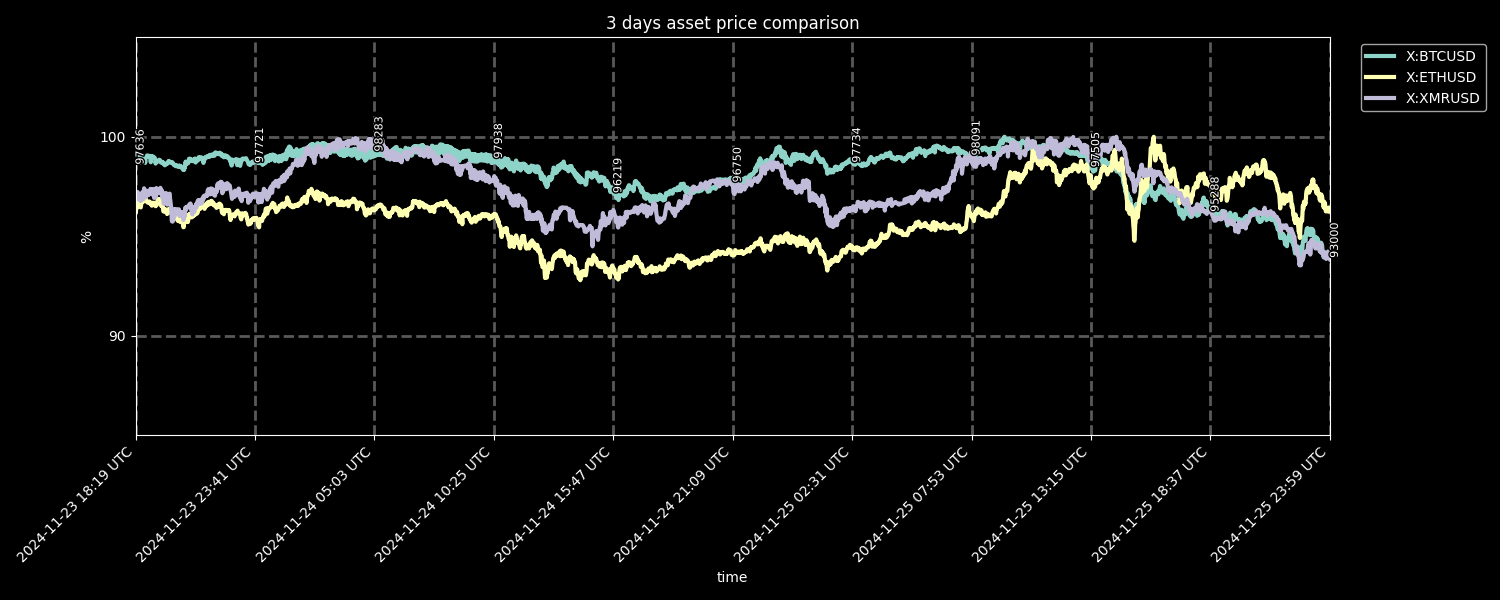 3 days asset price comparison
X:BTCUSD
X:ETHUSD
X:XMRUSD
100
90
%
97636
97721
98283
97938
96219
96750
97734
98091
97505
95288
93000
2024-11-23 18:19 UTC
2024-11-23 23:41 UTC
2024-11-24 05:03 UTC
2024-11-24 10:25 UTC
2024-11-24 15:47 UTC
2024-11-24 21:09 UTC
2024-11-25 02:31 UTC
2024-11-25 07:53 UTC
2024-11-25 13:15 UTC
2024-11-25 18:37 UTC
2024-11-25 23:59 UTC
time